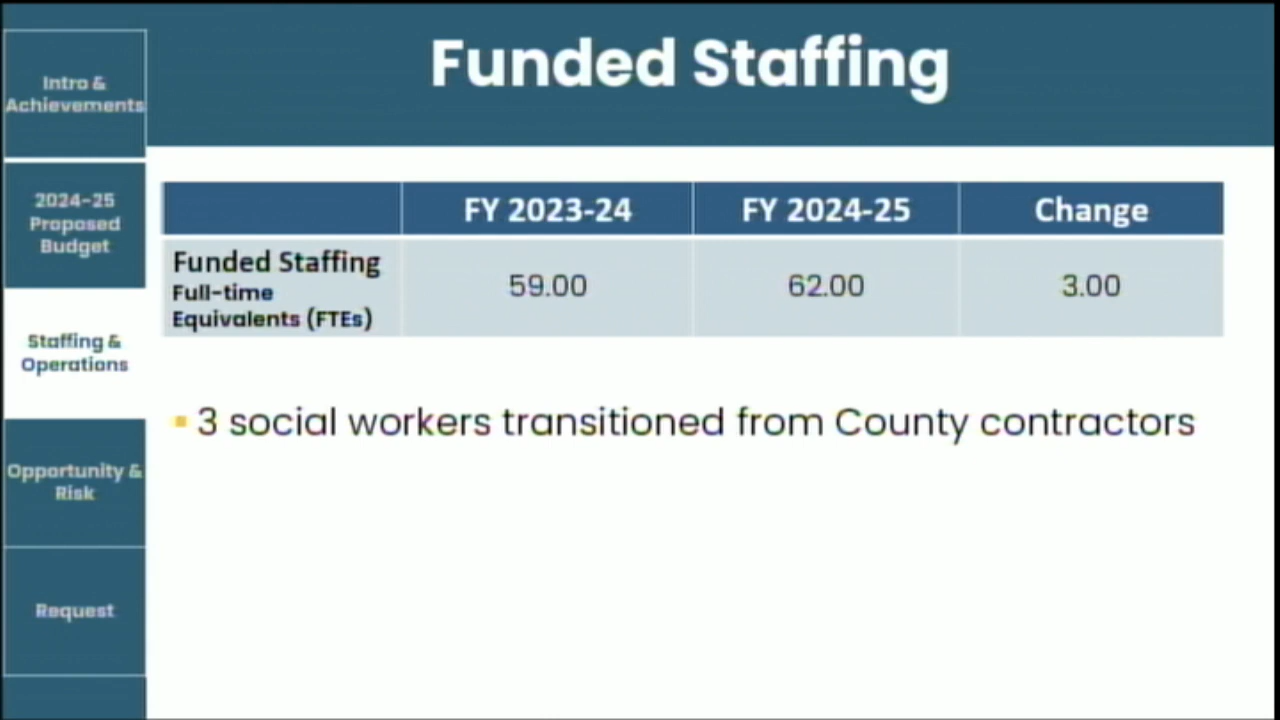 Funded Staffing
Intro &
Achievements
2024-25
Proposed
Budget
Staffing &
Operations
Opportunity &
Risk
Request
FY 2023-24 FY 2024-25 Change
Funded Staffing
Full-time
Equivalents (FTEs)
59.00 62.00 3.00
▪ 3 social workers transitioned from County contractors